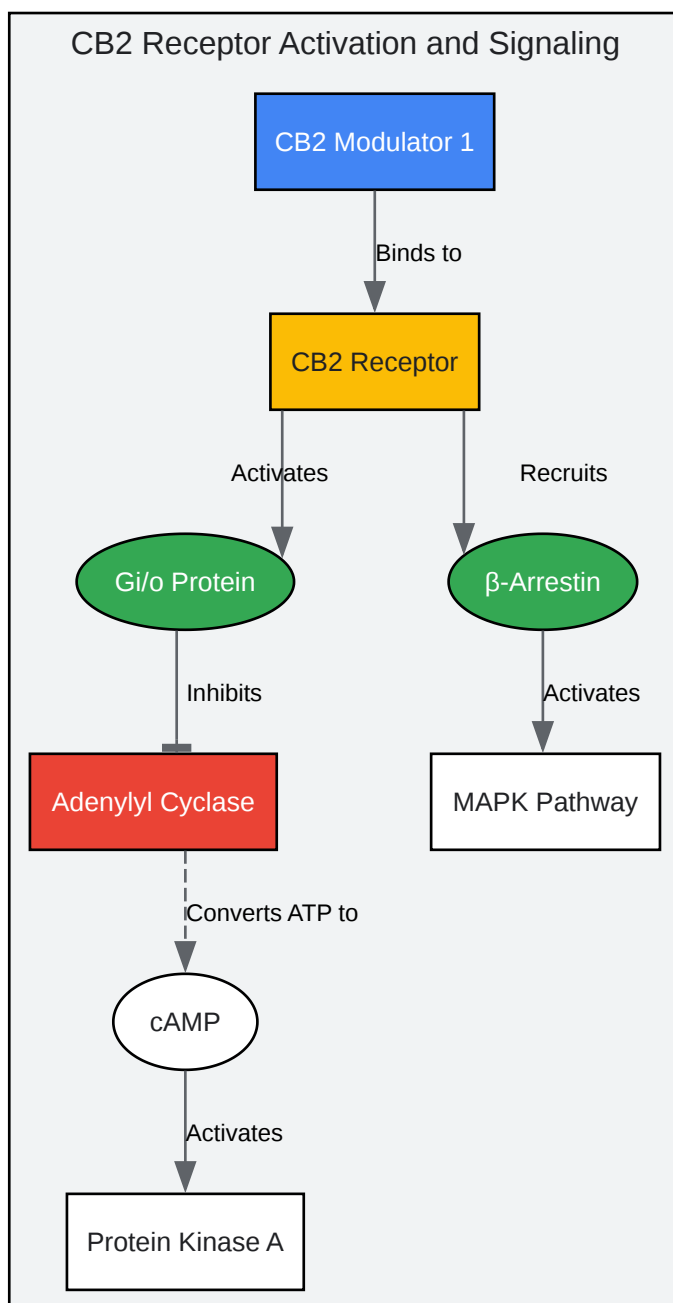 CB2 Receptor Activation and Signaling
CB2 Modulator 1
Binds to
CB2 Receptor
Activates
Recruits
Gi/o Protein
β-Arrestin
Inhibits
Activates
Adenylyl Cyclase
MAPK Pathway
Converts ATP to
cAMP
Activates
Protein Kinase A